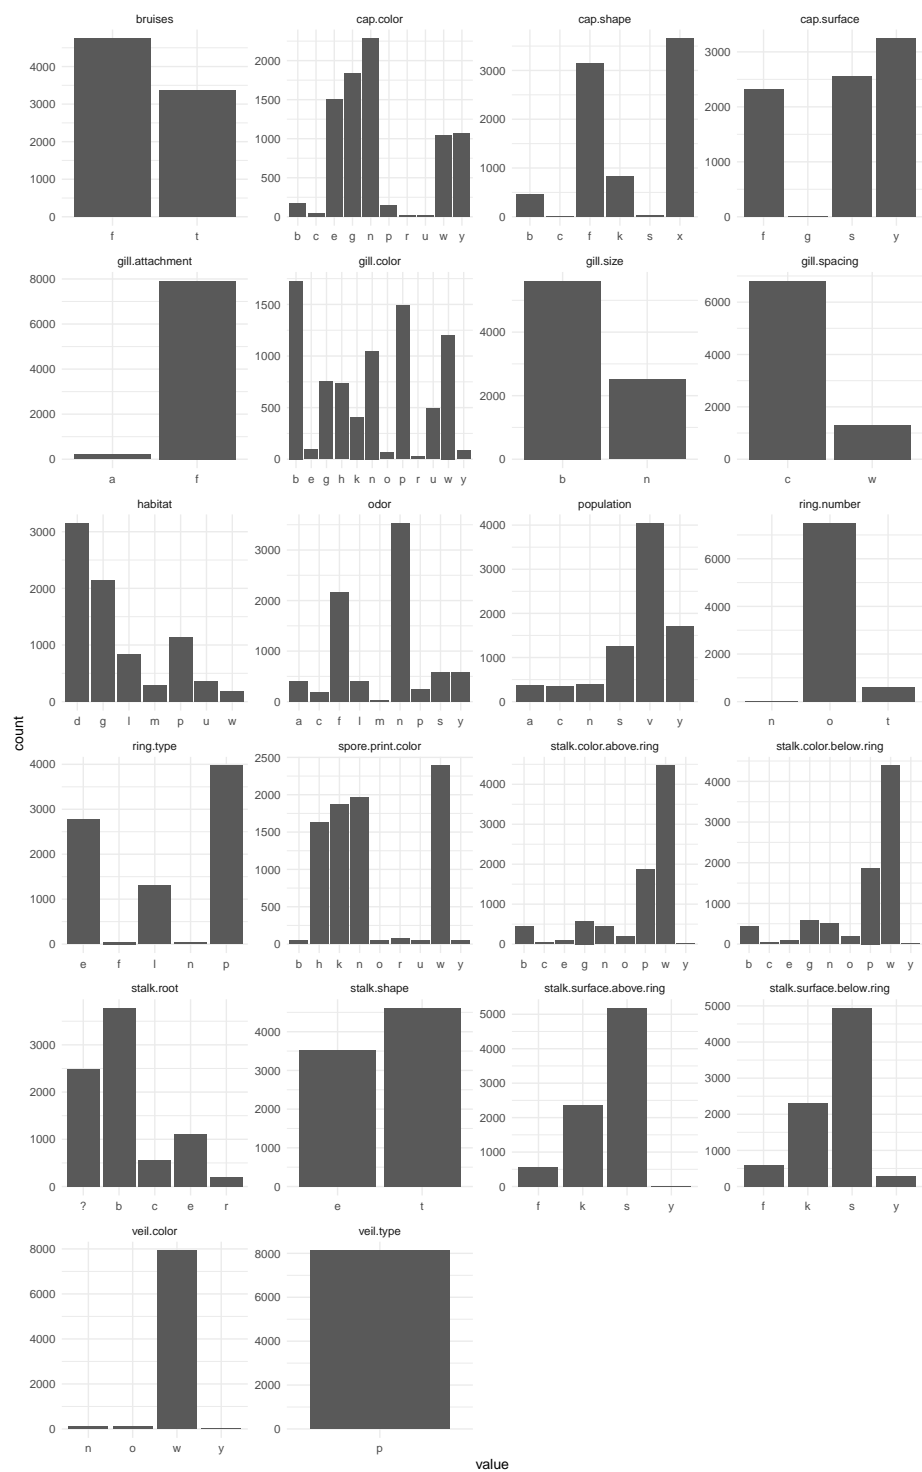 bruises cap.color cap.shape cap.surface
4000 3000 2000 1000 0
2000 1500 1000 500 0
3000 2000 1000 0
3000 2000 1000 0
f t b c e g n p r u w y b c f k s x f g s y
gill.attachment gill.color gill.size gill.spacing
8000 6000 4000 2000 0
1500 1000 500 0
4000 2000 0
6000 4000 2000 0
a f b e g h k n o p r u w y b n c w
habitat odor population ring.number
3000 2000 1000 0
3000 2000 1000 0
4000 3000 2000 1000 0
6000 4000 2000 0
d g l m p u w a c f l m n p s y a c n s v y n o t
count
ring.type spore.print.color stalk.color.above.ring stalk.color.below.ring
4000 3000 2000 1000 0
2500 2000 1500 1000 500 0
4000 3000 2000 1000 0
4000 3000 2000 1000 0
e f l n p b h k n o r u w y b c e g n o p w y b c e g n o p w y
stalk.root stalk.shape stalk.surface.above.ring stalk.surface.below.ring
3000 2000 1000 0
4000 3000 2000 1000 0
5000 4000 3000 2000 1000 0
5000 4000 3000 2000 1000 0
? b c e r e t f k s y f k s y
veil.color veil.type
8000 6000 4000 2000 0
8000 6000 4000 2000 0
n o w y p
value